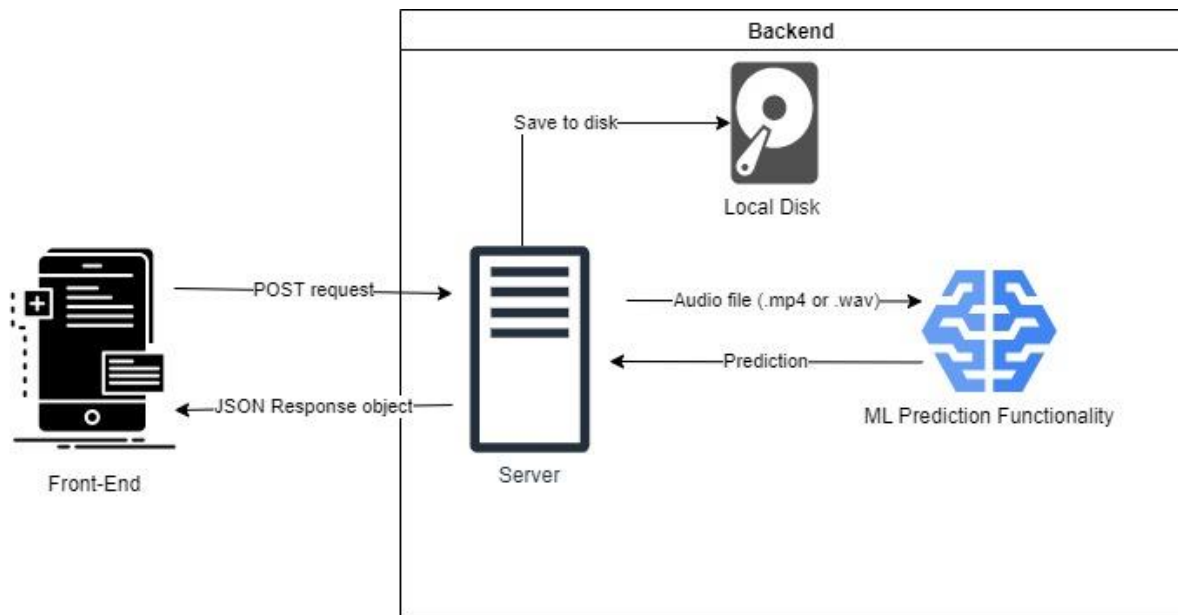 Backend
Save to disk
Local Disk
POST request
Audio file (.mp4 or .wav)
Prediction
ML Prediction Functionality
JSON Response object
Server
Front-End